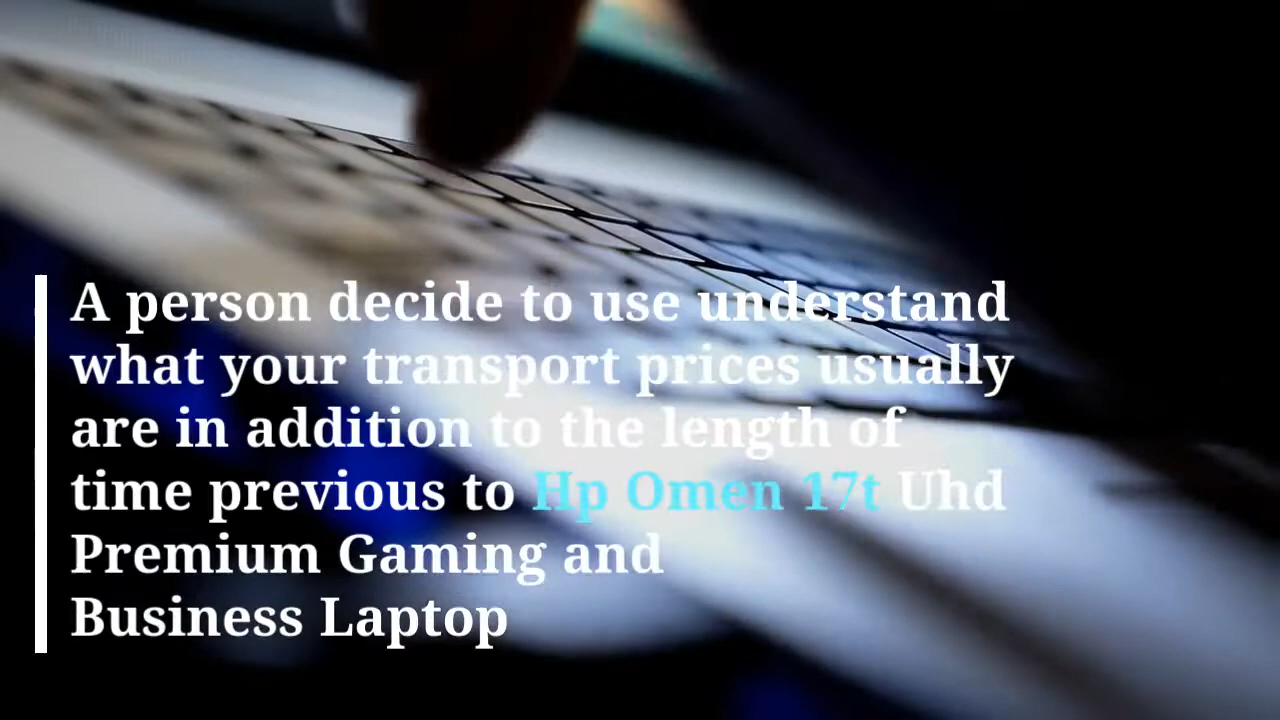 A person decide to use understand
what your transport prices usually
are in addition to the length of
time previous to Hp Omen 17t Uhd
Premium Gaming and
Business Laptop